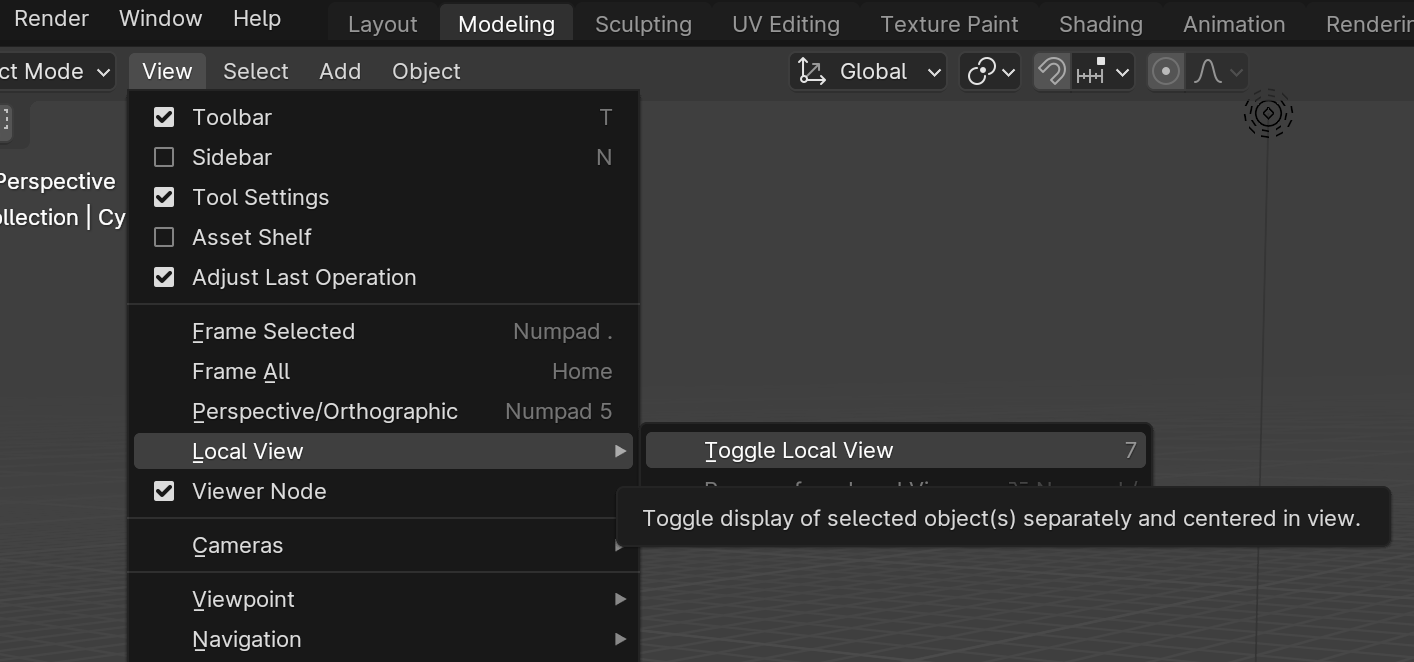 Render Window Help Layout Modeling Sculpting UV Editing Texture Paint Shading Animation
ct Mode View Select Add Object Global
Toolbar T
Sidebar N
Perspective
Tool Settings
ollection | Cy
Asset Shelf
Adjust Last Operation
Frame Selected Numpad .
Frame All Home
Perspective/Orthographic Numpad 5
Local View Toggle Local View 7
Viewer Node
Toggle display of selected object(s) separately and centered in view.
Cameras
Viewpoint
Navigation